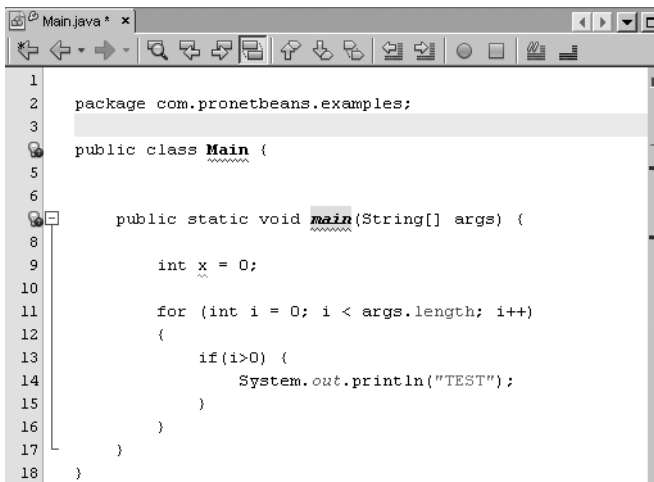 Main.java * x
1
2 package com.pronetbeans.examples;
3
public class Main {
5
6
public static void main(String[] args) {
8
9 int x = 0;
10
11 for (int i = 0; i < args.length; i++)
12 {
13 if(i>0) {
14 System.out.println("TEST");
15 }
16 }
17 }
18 }